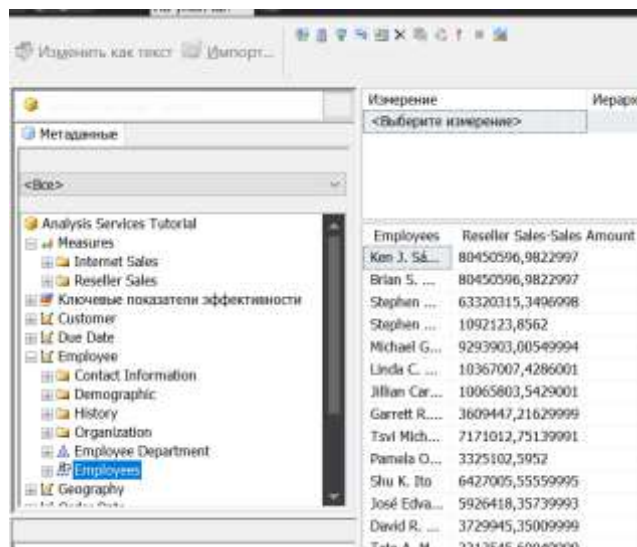 Изменить как текст Импорт...
Метаданные
<Все>
Analysis Services Tutorial
Measures
Internet Sales
Reseller Sales
Ключевые показатели эффективности
Customer
Due Date
Employee
Contact Information
Demographic
History
Organization
Employee Department
Employees
Geography
Измерение Иерарх
<Выберите измерение>
Employees Reseller Sales-Sales Amount
Ken J. Sá... 80450596,9822997
Brian S. ... 80450596,9822997
Stephen ... 63320315,3496998
Stephen ... 1092123,8562
Michael G... 9293903,00549994
Linda C. ... 10367007,4286001
Jillian Car... 10065803,5429001
Garrett R.... 3609447,21629999
Tsvi Mich... 7171012,75139991
Pamela O... 3325102,5952
Shu K. Ito 6427005,55559995
José Edva... 5926418,35739993
David R. ... 3729945,35009999